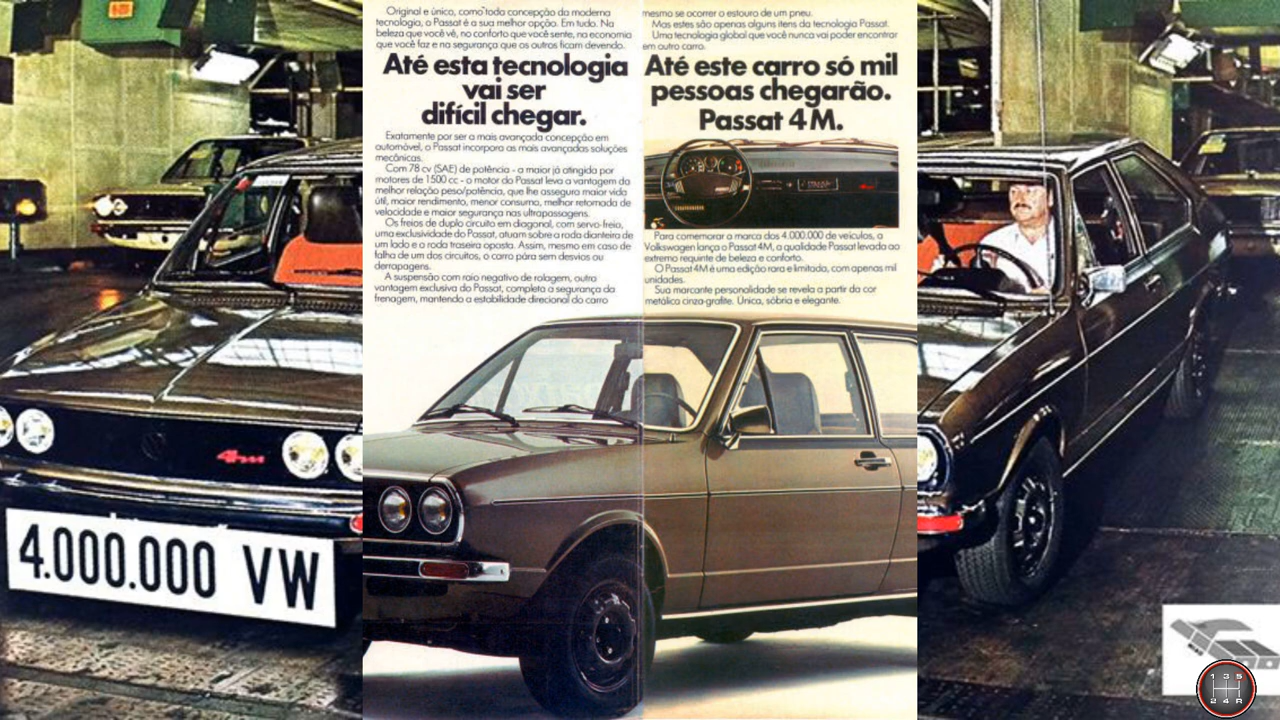 Original e único, como toda concepção da moderna
tecnologia, o Passat é a sua melhor opção. Em tudo. Na
beleza que você vê, no conforto que você sente, na economia
que você faz e na segurança que os outros ficam devendo.
Até esta tecnologia
vai ser
difícil chegar.
Exatamente por ser a mais avançada concepção em
automóvel, o Passat incorpora as mais avançadas soluções
mecânicas.
Com 78 cv (SAE) de potência - a maior já atingida por
motores de 1500 cc - o motor do Passat leva a vantagem da
melhor relação peso/potência, que lhe assegura maior vida
útil, maior rendimento, menor consumo, melhor retomada de
velocidade e maior segurança nas ultrapassagens.
Os freios de duplo circuito em diagonal, com servo-freio,
uma exclusividade do Passat, atuam sobre a roda dianteira de
um lado e a roda traseira oposta. Assim, mesmo em caso de
falha de um dos circuitos, o carro pára sem desvios ou
derrapagens.
A suspensão com raio negativo de rolagem, outra
vantagem exclusiva do Passat, completa a segurança da
frenagem, mantendo a estabilidade direcional do carro
mesmo se ocorrer o estouro de um pneu.
Mas estes são apenas alguns itens da tecnologia Passat.
Uma tecnologia global que você nunca vai poder encontrar
em outro carro.
Até este carro só mil
pessoas chegarão.
Passat 4M.
Para comemorar a marca dos 4.000.000 de veículos, a
Volkswagen lança o Passat 4M, a qualidade Passat levada ao
extremo requinte de beleza e conforto.
O Passat 4M é uma edição rara e limitada, com apenas mil
unidades.
Sua marcante personalidade se revela a partir da cor
metálica cinza-grafite. Única, sóbria e elegante.
4m
4.000.000 VW
1 3 5
2 4 R